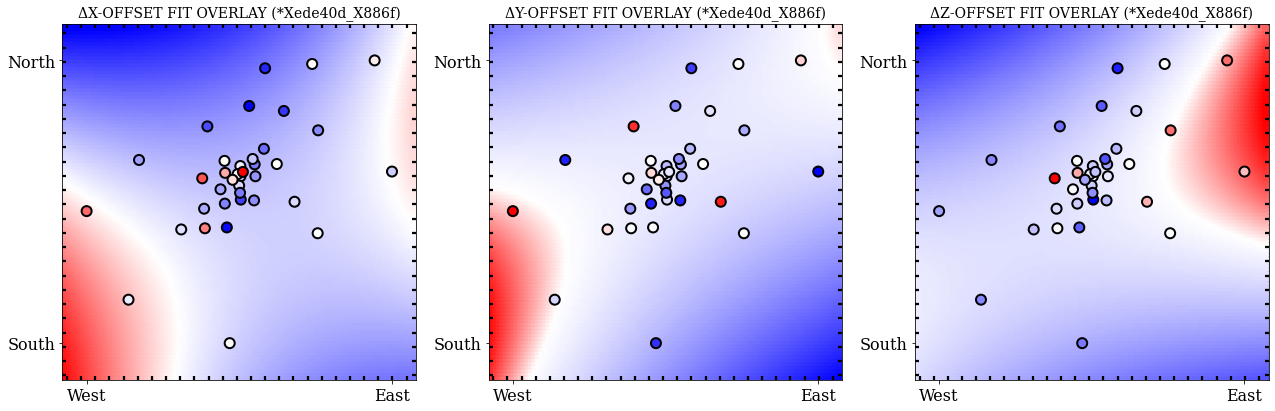 ΔX-OFFSET FIT OVERLAY (*Xede40d_X886f)
ΔY-OFFSET FIT OVERLAY (*Xede40d_X886f)
ΔZ-OFFSET FIT OVERLAY (*Xede40d_X886f)
North
North
North
South
South
South
West
East
West
East
West
East